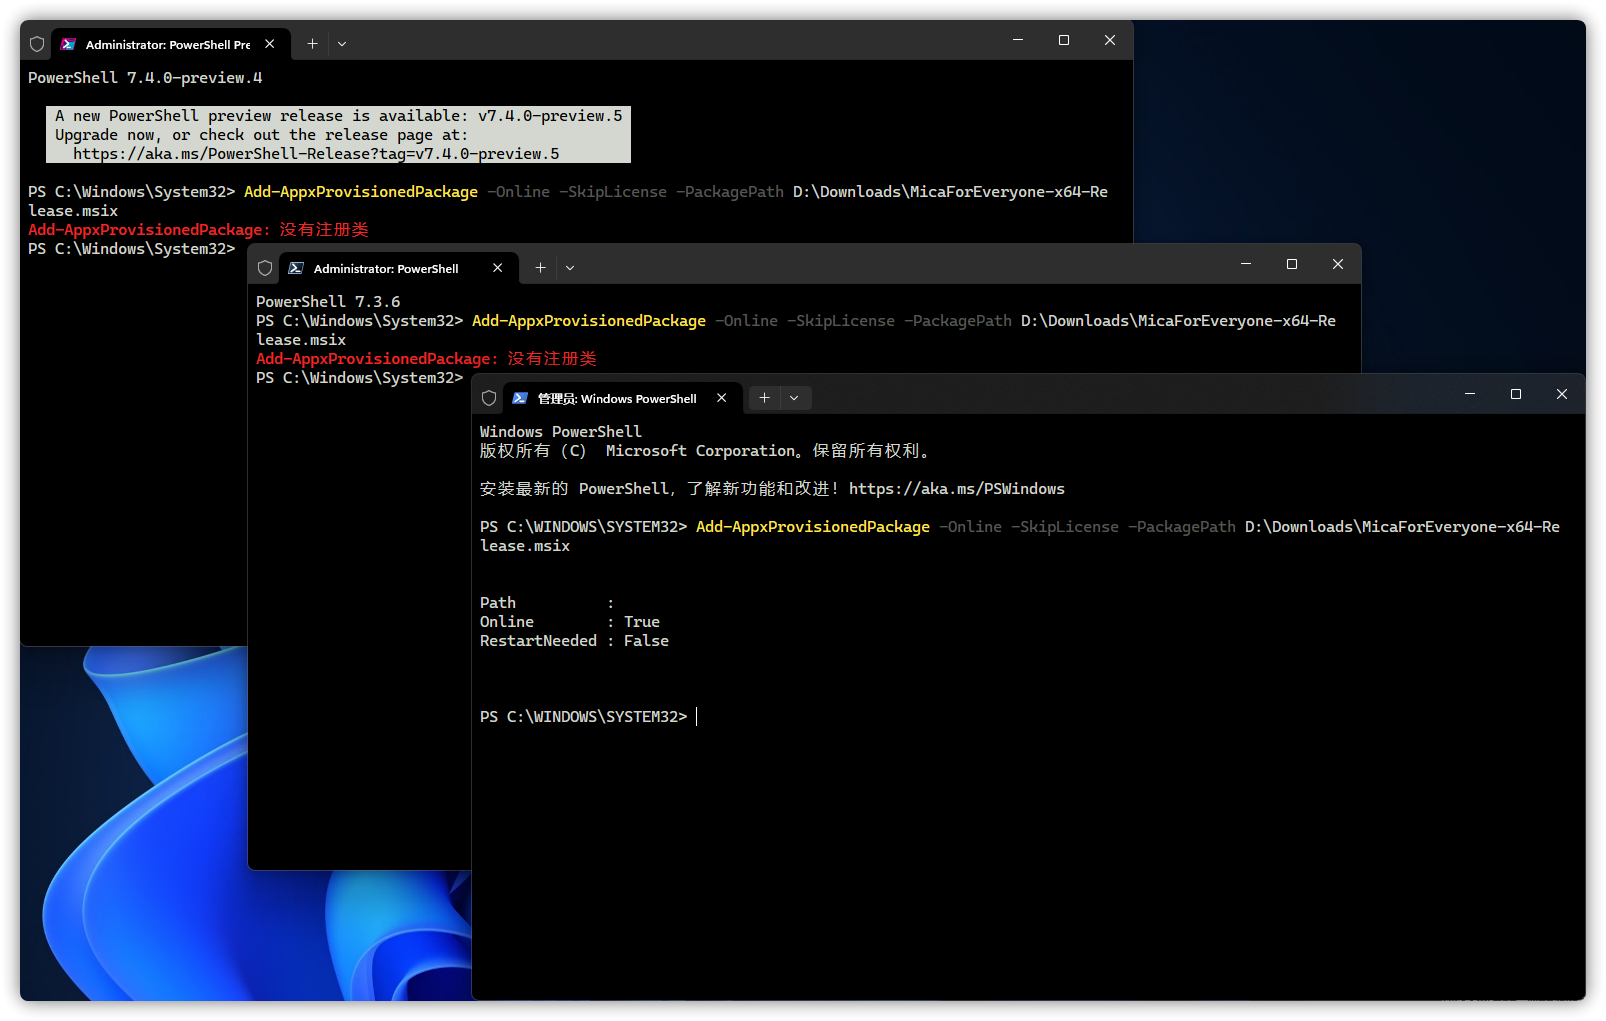 Administrator: PowerShell Pre
PowerShell 7.4.0-preview.4
A new PowerShell preview release is available: v7.4.0-preview.5
Upgrade now, or check out the release page at:
https://aka.ms/PowerShell-Release?tag=v7.4.0-preview.5
PS C:\Windows\System32> Add-AppxProvisionedPackage -Online -SkipLicense -PackagePath D:\Downloads\MicaForEveryone-x64-Re
lease.msix
Add-AppxProvisionedPackage: 没有注册类
PS C:\Windows\System32>
Administrator: PowerShell
PowerShell 7.3.6
PS C:\Windows\System32> Add-AppxProvisionedPackage -Online -SkipLicense -PackagePath D:\Downloads\MicaForEveryone-x64-Re
lease.msix
Add-AppxProvisionedPackage: 没有注册类
PS C:\Windows\System32>
管理员: Windows PowerShell
Windows PowerShell
版权所有（C） Microsoft Corporation。保留所有权利。
安装最新的 PowerShell，了解新功能和改进！https://aka.ms/PSWindows
PS C:\WINDOWS\SYSTEM32> Add-AppxProvisionedPackage -Online -SkipLicense -PackagePath D:\Downloads\MicaForEveryone-x64-Re
lease.msix
Path          :
Online        : True
RestartNeeded : False
PS C:\WINDOWS\SYSTEM32>